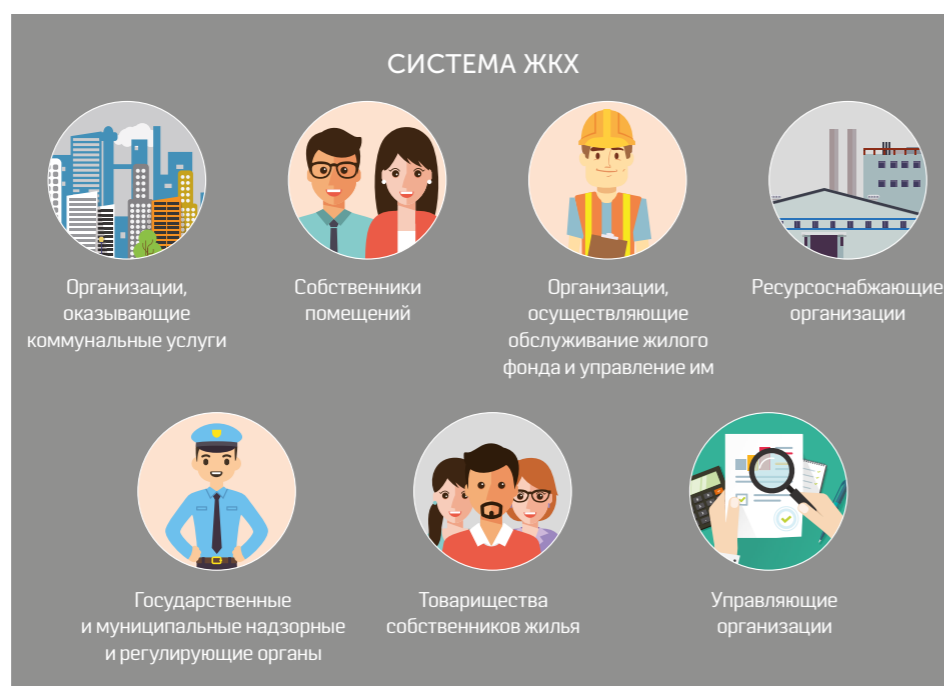 СИСТЕМА ЖКХ
Организации,
оказывающие
коммунальные услуги
Собственники
помещений
Организации,
осуществляющие
обслуживание жилого
фонда и управление им
Ресурсоснабжающие
организации
Государственные
и муниципальные надзорные
и регулирующие органы
Товарищества
собственников жилья
Управляющие
организации